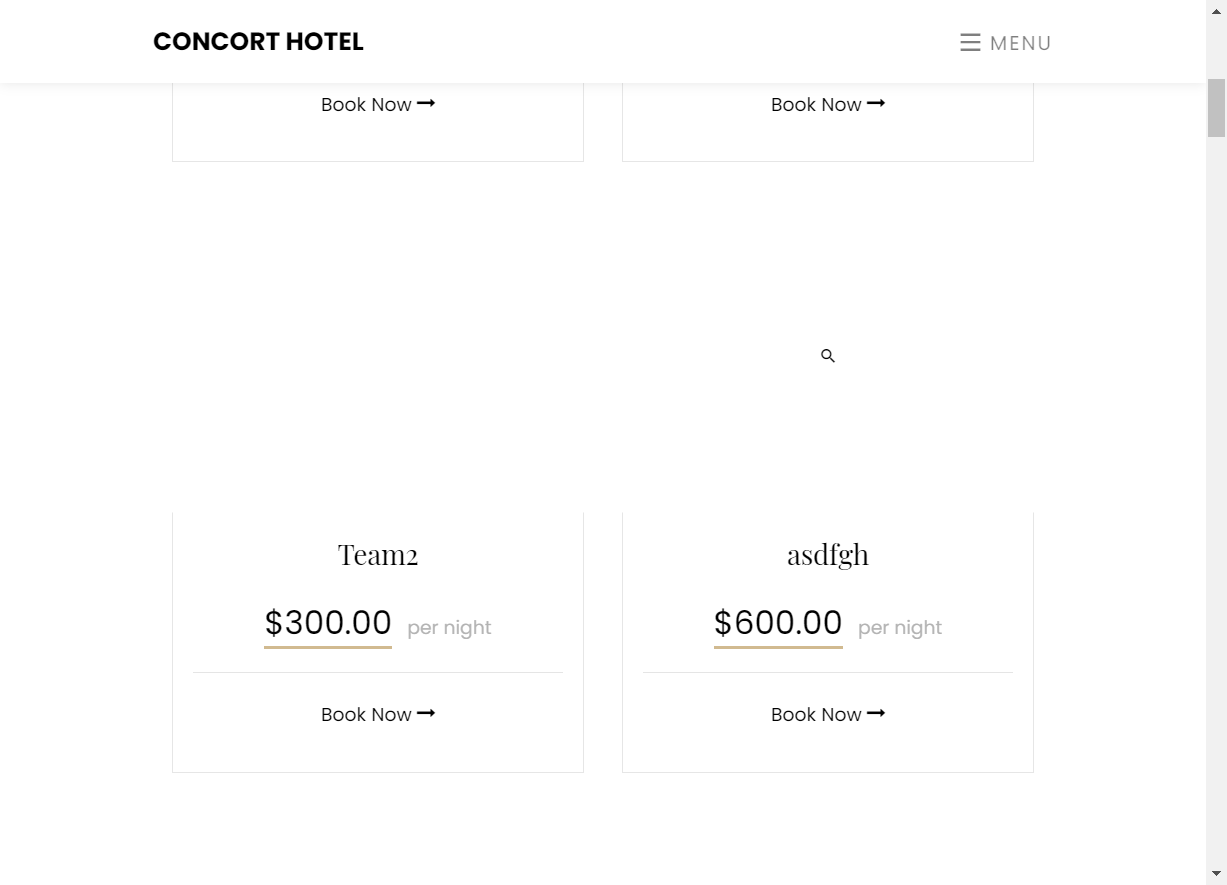 CONCORT HOTEL
MENU
Book Now
Book Now
Team2
$300.00 per night
Book Now
asdfgh
$600.00 per night
Book Now